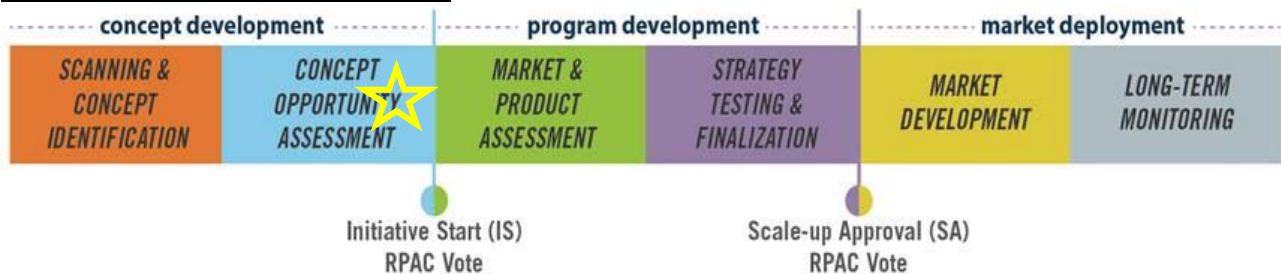 concept development
program development
market deployment
SCANNING &
CONCEPT
IDENTIFICATION
CONCEPT
OPPORTUNITY
ASSESSMENT
MARKET &
PRODUCT
ASSESSMENT
STRATEGY
TESTING &
FINALIZATION
MARKET
DEVELOPMENT
LONG-TERM
MONITORING
Initiative Start (IS)
RPAC Vote
Scale-up Approval (SA)
RPAC Vote